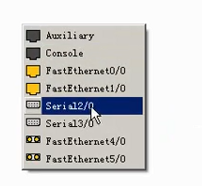 Auxiliary
Console
FastEthernet0/0
FastEthernet1/0
Serial2/0
Serial3/0
FastEthernet4/0
FastEthernet5/0